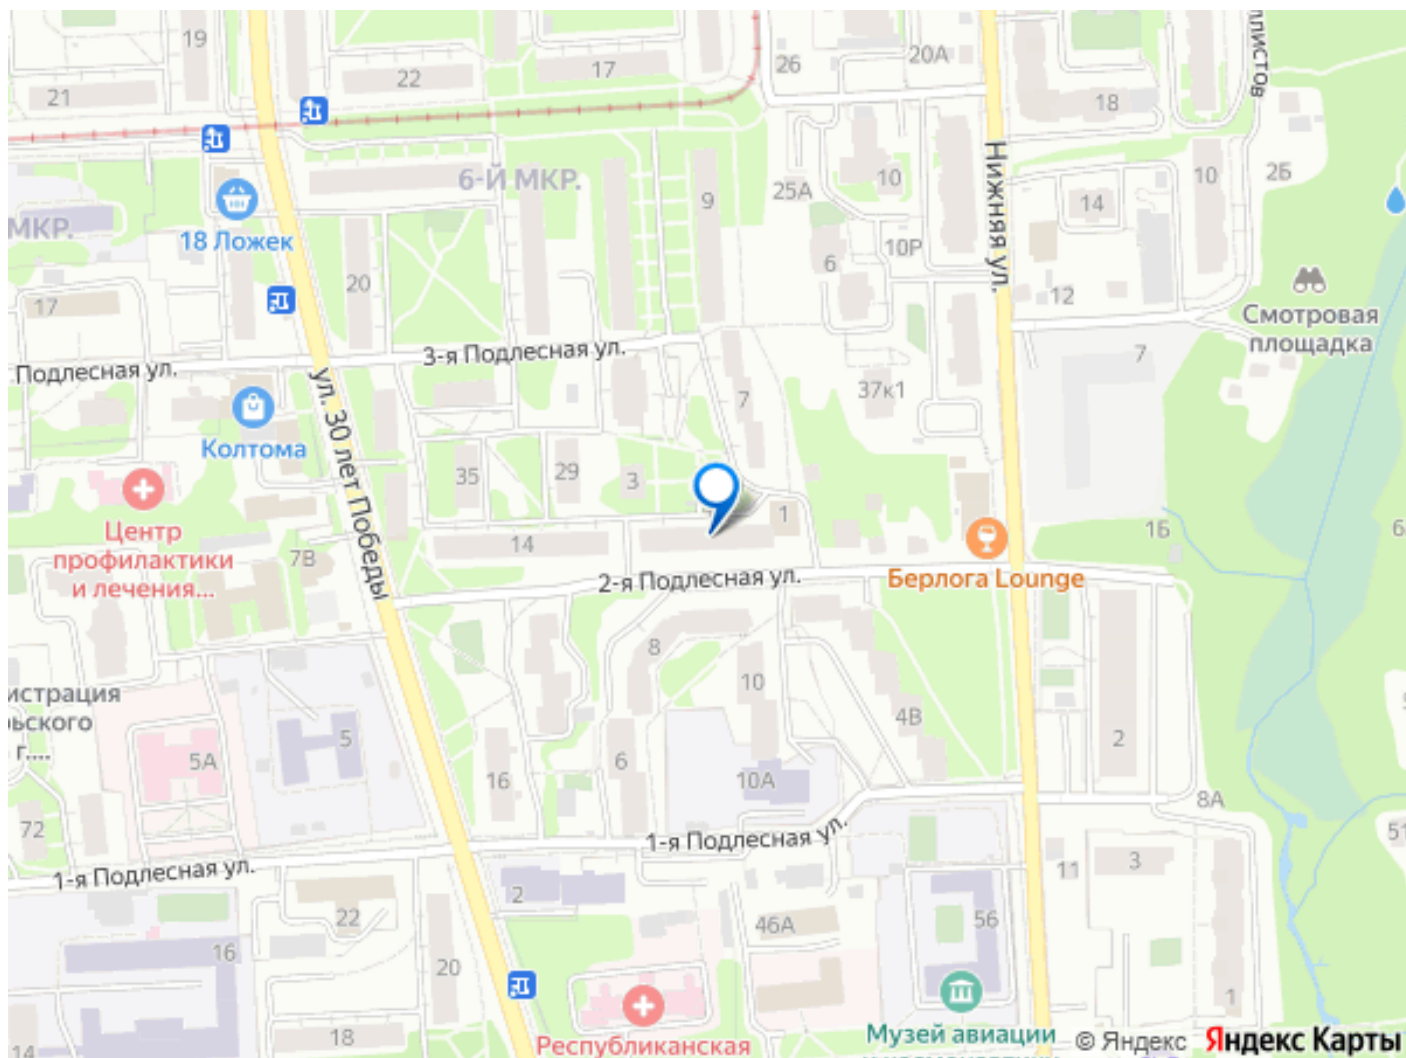 19
22
17
26
20А
ллистов
21
18
6-Й МКР.
9
25А
10
Нижняя ул.
10
2Б
14
18 Ложек
МКР.
10Р
6
20
12
17
Смотровая
площадка
3-я Подлесная ул.
7
Подлесная ул.
ул. 30 лет Победы
7
37к1
Колтома
35
29
3
1
1Б
6
Центр
профилактики
и лечения...
7В
14
2-я Подлесная ул.
Берлога Lounge
8
10
истрация
ьского
г....
5
5А
4В
2
16
6
10А
8А
72
1-я Подлесная ул.
51
1-я Подлесная ул.
3
11
2
22
46А
56
16
20
1
18
14
Республиканская
Музей авиации
© Яндекс Яндекс Карты